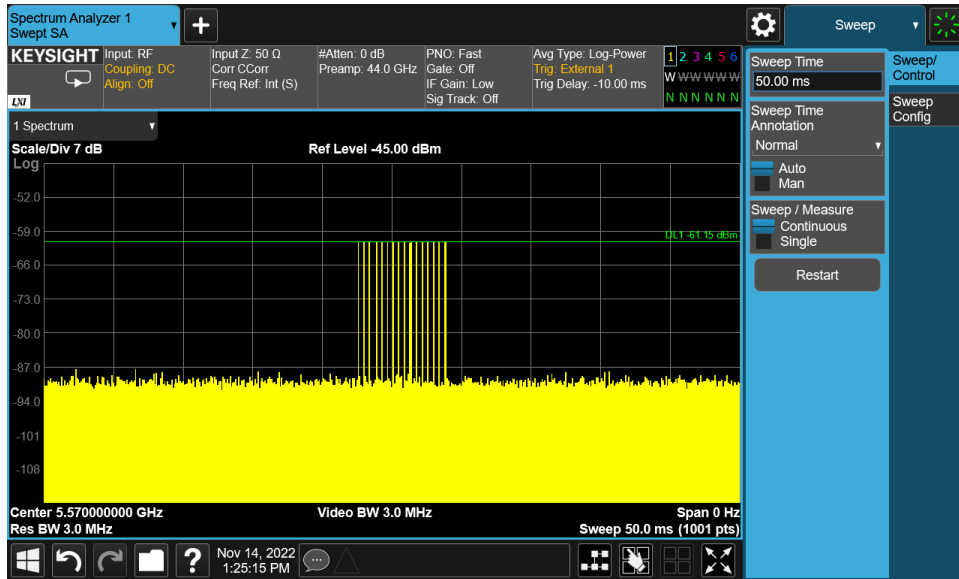 Spectrum Analyzer 1
Swept SA
+
Sweep
KEYSIGHT
Input: RF
Coupling: DC
Align: Off
Input Z: 50 Ω
Corr CCorr
Freq Ref: Int (S)
#Atten: 0 dB
Preamp: 44.0 GHz
PNO: Fast
Gate: Off
IF Gain: Low
Sig Track: Off
Avg Type: Log-Power
Trig: External 1
Trig Delay: -10.00 ms
1 2 3 4 5 6
W W W W W W
N N N N N N
LXI
Sweep Time
50.00 ms
Sweep Time
Annotation
Normal
Auto
Man
Sweep / Measure
Continuous
Single
Restart
Sweep/
Control
Sweep
Config
1 Spectrum
Scale/Div 7 dB
Ref Level -45.00 dBm
Log
-52.0
-59.0
DL1 -61.15 dBm
-66.0
-73.0
-80.0
-87.0
-94.0
-101
-108
Center 5.570000000 GHz
Video BW 3.0 MHz
Span 0 Hz
Res BW 3.0 MHz
Sweep 50.0 ms (1001 pts)
?
Nov 14, 2022
1:25:15 PM